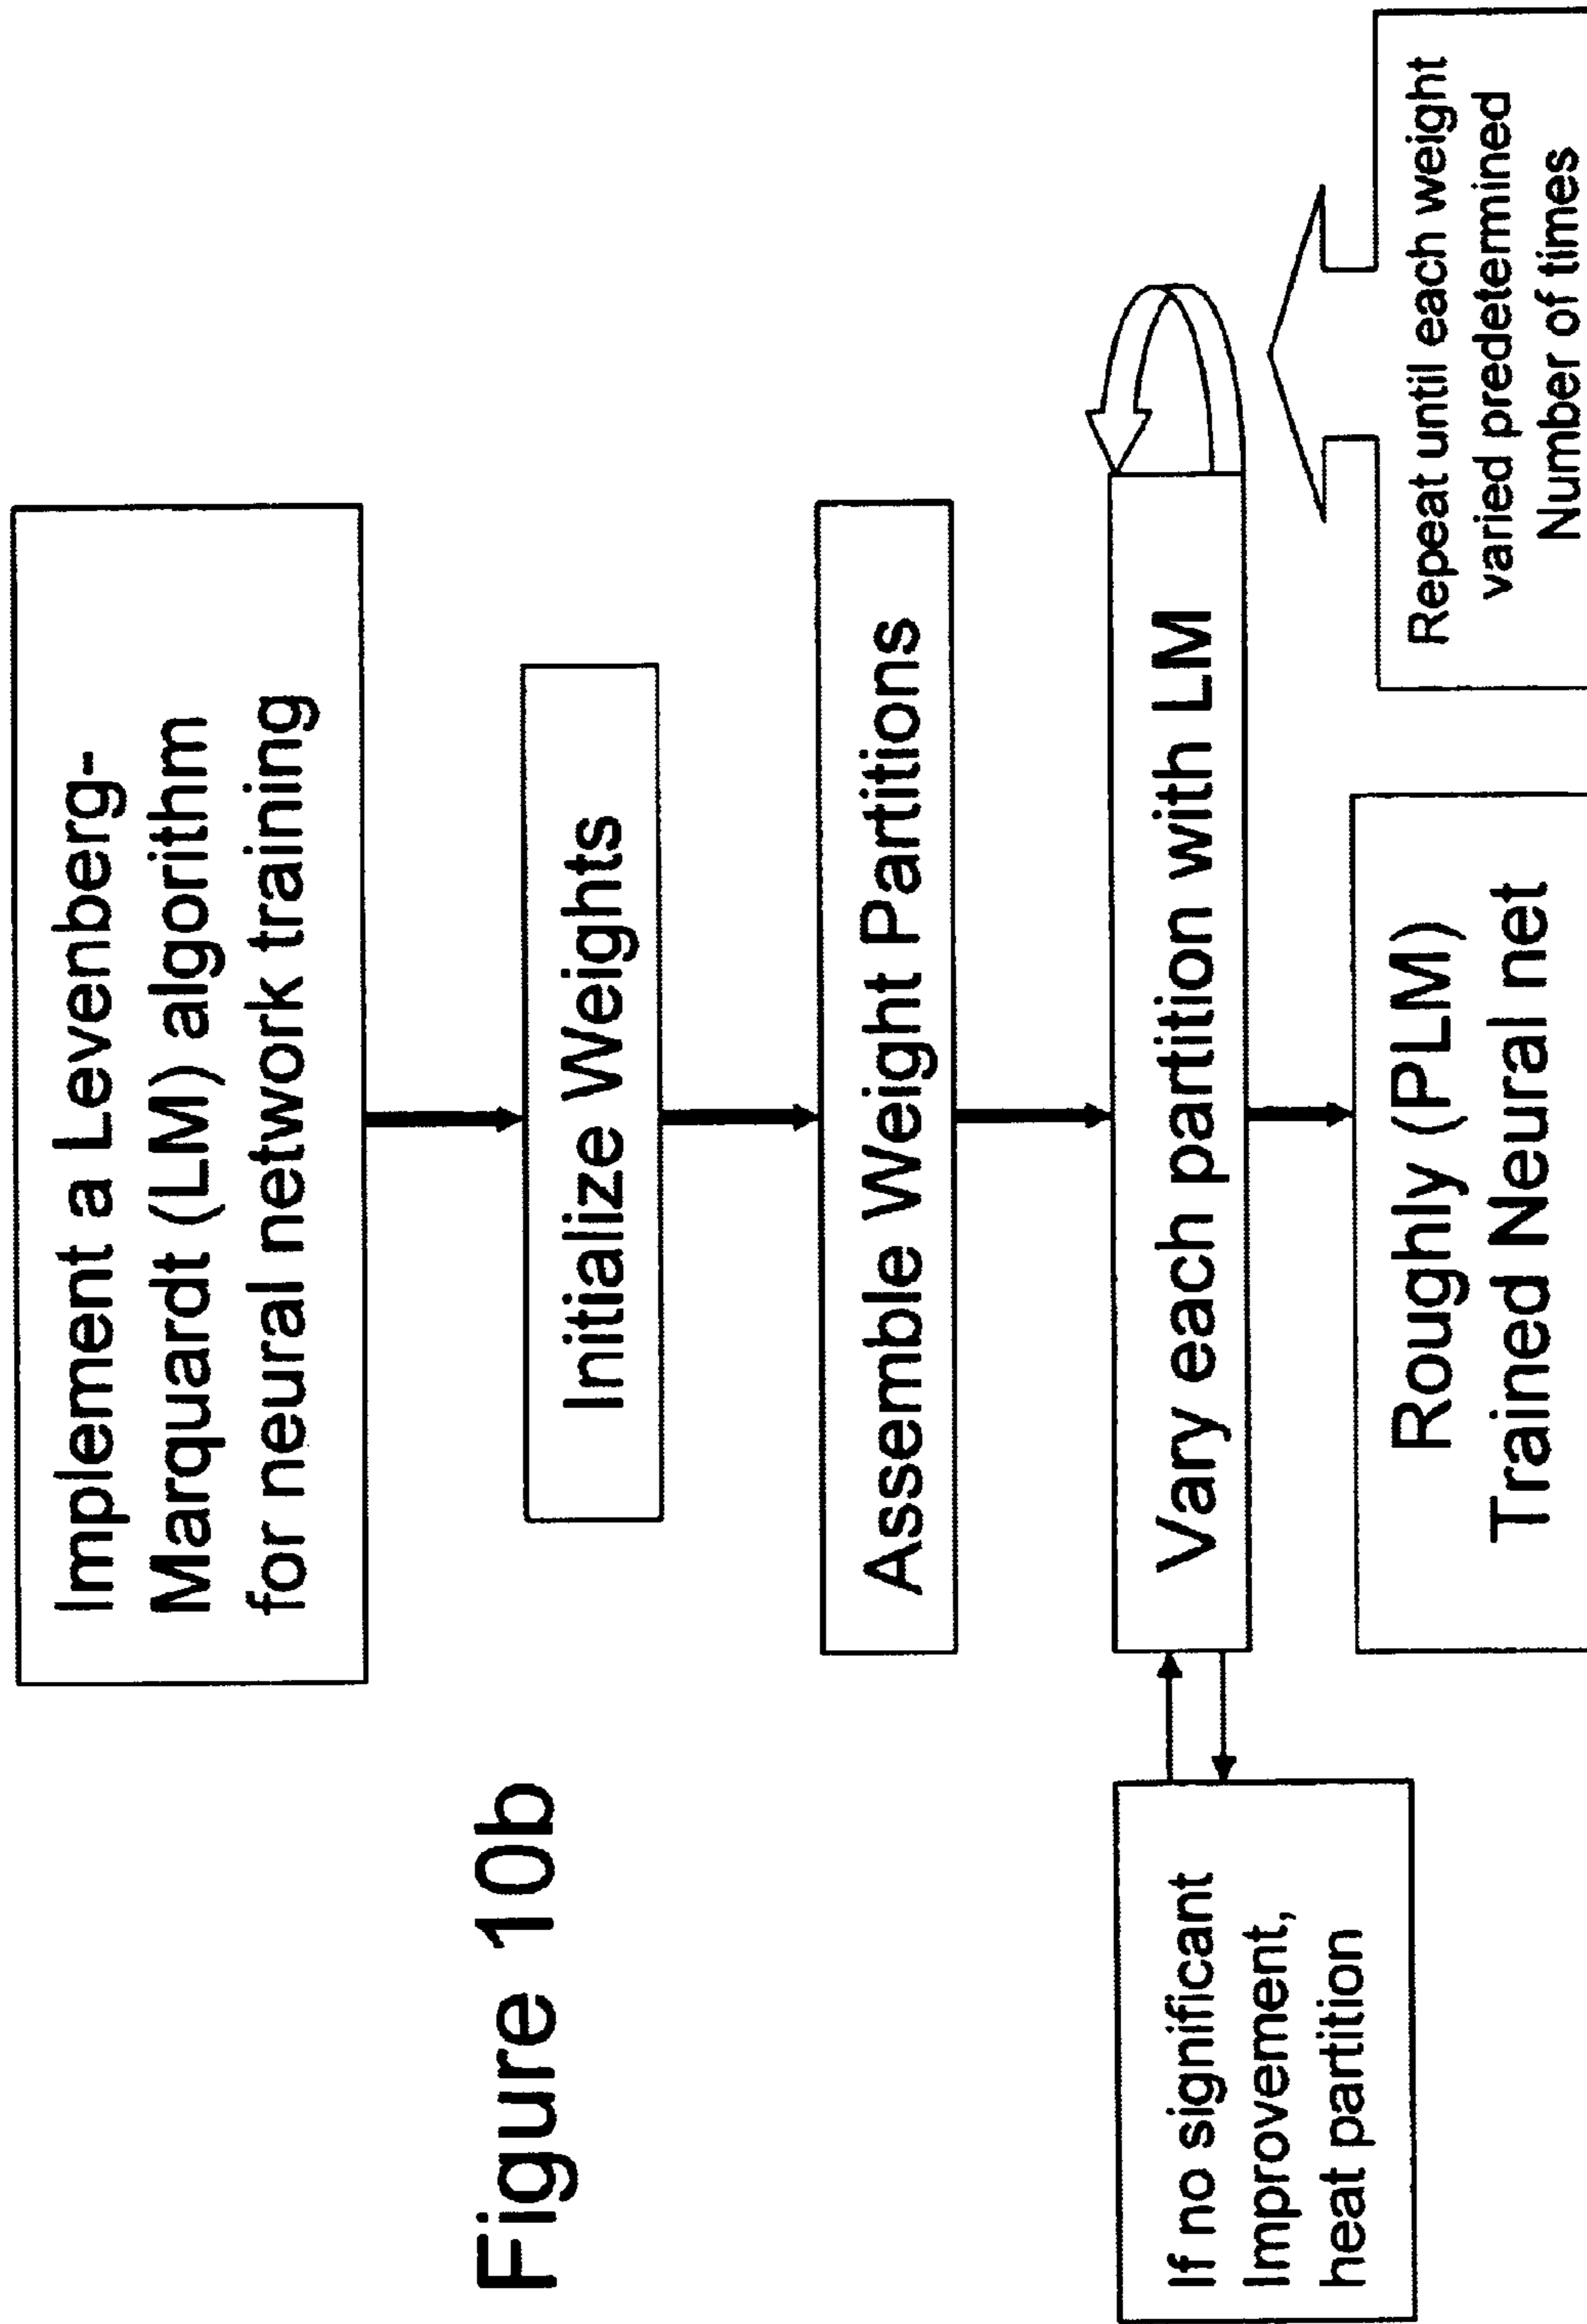 Figure 10b
Implement a Levenberg-
Marquardt (LM) algorithm
for neural network training
Initialize Weights
Assemble Weight Partitions
Vary each partition with LM
If no significant
Improvement,
heat partition
Repeat until each weight
varied predetermined
Number of times
Roughly (PLM)
Trained Neural net